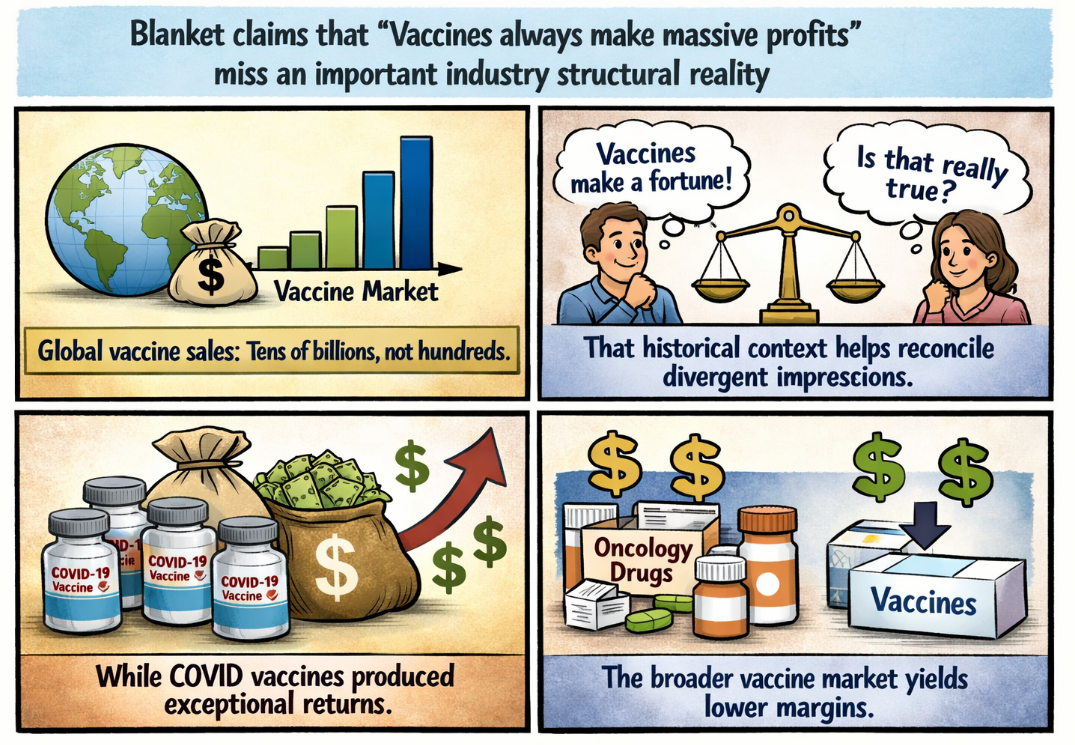 Blanket claims that “Vaccines always make massive profits”
miss an important industry structural reality
$
Vaccine Market
Global vaccine sales: Tens of billions, not hundreds.
Vaccines
make a fortune!
Is that really
true?
That historical context helps reconcile
divergent imprescions.
COVID-19
Vaccine
COVID-19
Vaccine
COVID-19
Vaccine
$
$
$
$
While COVID vaccines produced
exceptional returns.
$ $
Oncology
Drugs
$ $
Vaccines
The broader vaccine market yields
lower margins.